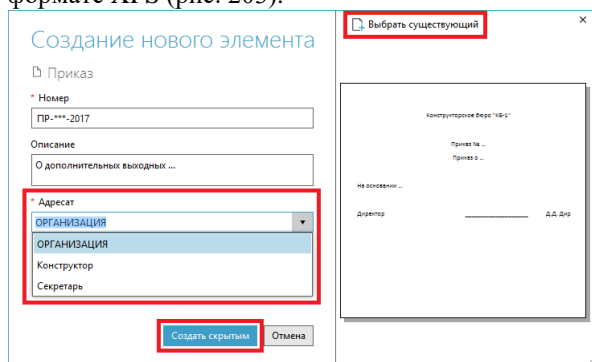 формате XPS (рис. 205).
Создание нового элемента
Приказ
* Номер
ПР-***-2017
Описание
О дополнительных выходных ...
* Адресат
ОРГАНИЗАЦИЯ
ОРГАНИЗАЦИЯ
Конструктор
Секретарь
Создать скрытым
Отмена
Выбрать существующий
Конструкторское бюро "КБ-1"
Приказ № ...
Приказ о ...
На основании ...
Директор
Д.Д. Дир